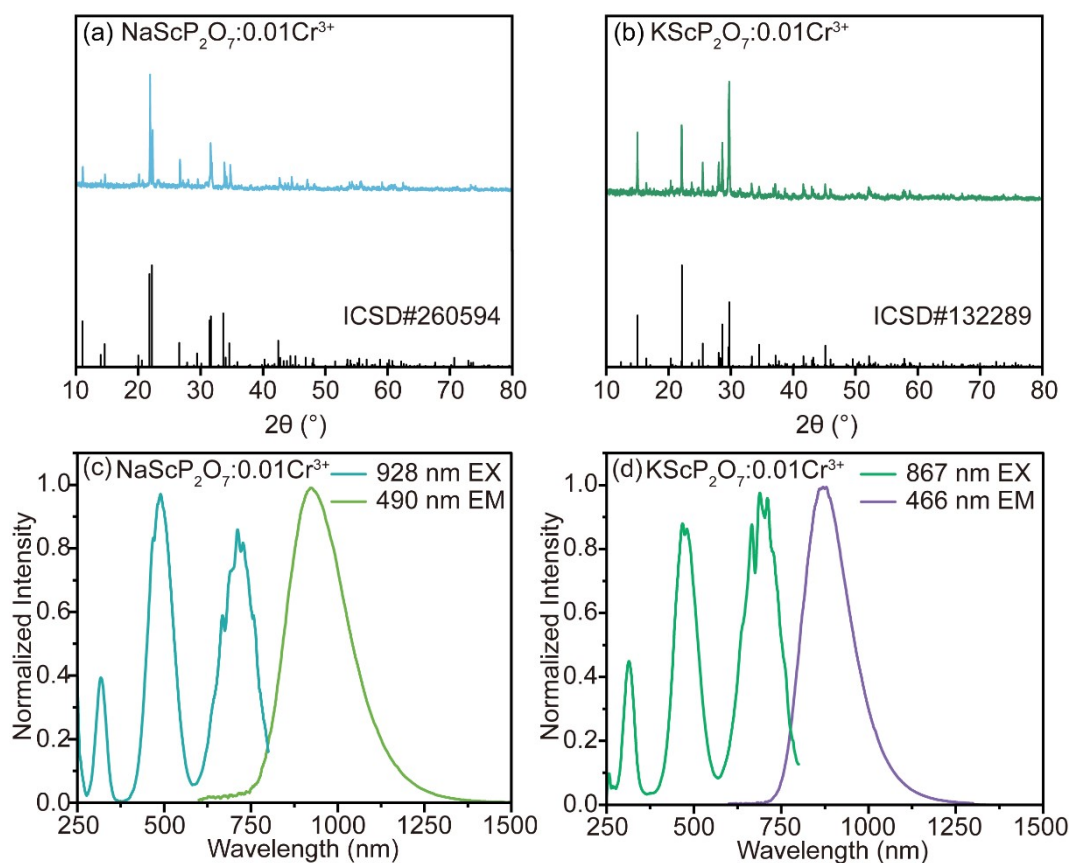 (a) NaScP₂O₇:0.01Cr³⁺
ICSD#260594
10 20 30 40 50 60 70 80
2θ (°)
(b) KScP₂O₇:0.01Cr³⁺
ICSD#132289
10 20 30 40 50 60 70 80
2θ (°)
(c) NaScP₂O₇:0.01Cr³⁺
928 nm EX
490 nm EM
Normalized Intensity
1.0
0.8
0.6
0.4
0.2
0.0
250 500 750 1000 1250 1500
Wavelength (nm)
(d) KScP₂O₇:0.01Cr³⁺
867 nm EX
466 nm EM
Normalized Intensity
1.0
0.8
0.6
0.4
0.2
0.0
250 500 750 1000 1250 1500
Wavelength (nm)